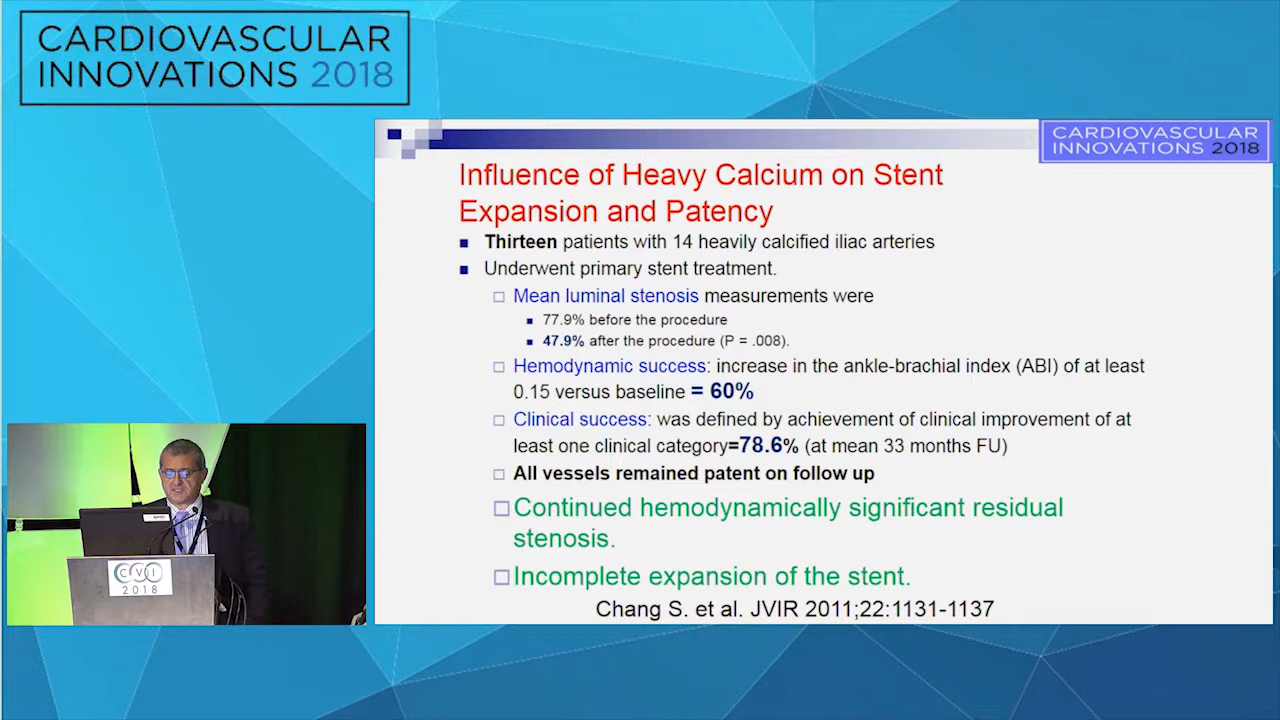 CARDIOVASCULAR
INNOVATIONS 2018
CARDIOVASCULAR
INNOVATIONS 2018
Influence of Heavy Calcium on Stent
Expansion and Patency
Thirteen patients with 14 heavily calcified iliac arteries
Underwent primary stent treatment.
Mean luminal stenosis measurements were
77.9% before the procedure
47.9% after the procedure (P = .008).
Hemodynamic success: increase in the ankle-brachial index (ABI) of at least
0.15 versus baseline = 60%
Clinical success: was defined by achievement of clinical improvement of at
least one clinical category=78.6% (at mean 33 months FU)
All vessels remained patent on follow up
Continued hemodynamically significant residual
stenosis.
Incomplete expansion of the stent.
Chang S. et al. JVIR 2011;22:1131-1137
CVI
2018